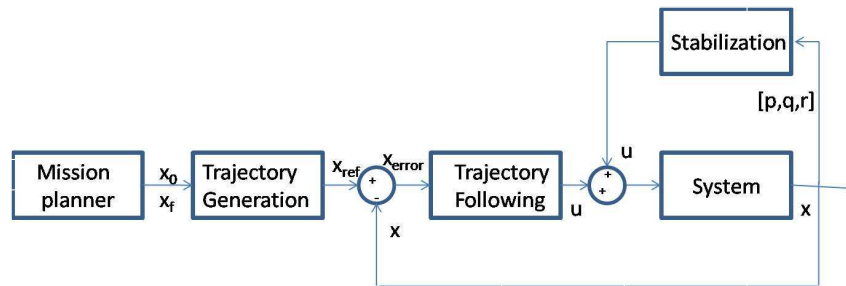 Stabilization
[p,q,r]
Mission
planner
x0
xf
Trajectory
Generation
xref
+
-
xerror
Trajectory
Following
u
u
+
+
System
x
x